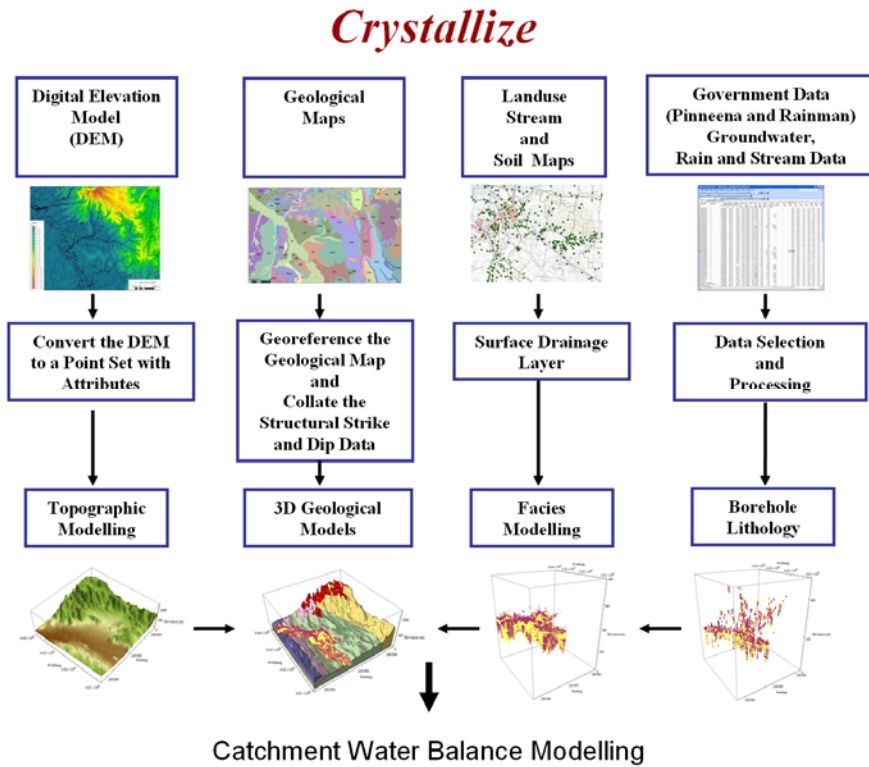 Crystallize
Digital Elevation
Model
(DEM)
Geological
Maps
Landuse
Stream
and
Soil Maps
Government Data
(Pinneena and Rainman)
Groundwater,
Rain and Stream Data
Convert the DEM
to a Point Set with
Attributes
Georeference the
Geological Map
and
Collate the
Structural Strike
and Dip Data
Surface Drainage
Layer
Data Selection
and
Processing
Topographic
Modelling
3D Geological
Models
Facies
Modelling
Borehole
Lithology
Catchment Water Balance Modelling